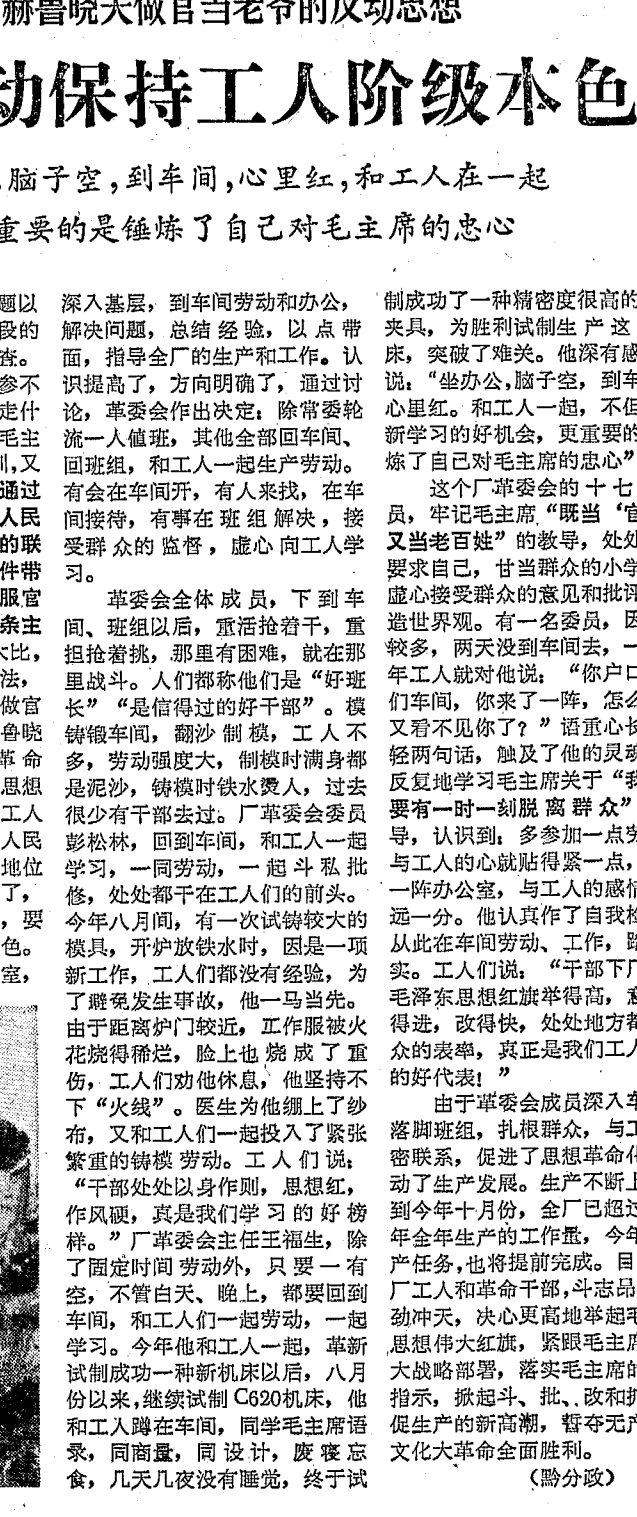 赫鲁晓夫做官当老爷的反动思想
动保持工人阶级本色
脑子空，到车间，心里红，和工人在一起
重要的是锤炼了自己对毛主席的忠心
题以
段的
答。
参不
走什
毛主
训，又
通过
人民
的联
件带
服官
条主
大比，
法，
做官
鲁晓
革命
思想
工人
人民
地位
了，
，要
色。
室，
深入基层，到车间劳动和办公，
解决问题，总结经验，以点带
面，指导全厂的生产和工作。认
识提高了，方向明确了，通过讨
论，革委会作出决定：除常委轮
流一人值班，其他全部回车间、
回班组，和工人一起生产劳动。
有会在车间开，有人来找，在车
间接待，有事在班组解决，接
受群众的监督，虚心向工人学
习。
革委会全体成员，下到车
间、班组以后，重活抢着干，重
担抢着挑，那里有困难，就在那
里战斗。人们都称他们是“好班
长”“是信得过的好干部”。模
铸锻车间，翻沙制模，工人不
多，劳动强度大，制模时满身都
是泥沙，铸模时铁水烫人，过去
很少有干部去过。厂革委会委员
彭松林，回到车间，和工人一起
学习，一同劳动，一起斗私批
修，处处都干在工人们的前头。
今年八月间，有一次试铸较大的
模具，开炉放铁水时，因是一项
新工作，工人们都没有经验，为
了避免发生事故，他一马当先。
由于距离炉门较近，工作服被火
花烧得稀烂，脸上也烧成了重
伤，工人们劝他休息，他坚持不
下“火线”。医生为他绷上了纱
布，又和工人们一起投入了紧张
繁重的铸模劳动。工人们说：
“干部处处以身作则，思想红，
作风硬，真是我们学习的好榜
样。”厂革委会主任王福生，除
了固定时间劳动外，只要一有
空，不管白天、晚上，都要回到
车间，和工人们一起劳动，一起
学习。今年他和工人一起，革新
试制成功一种新机床以后，八月
份以来，继续试制C620机床，他
和工人蹲在车间，同学毛主席语
录，同商量，同设计，废寝忘
食，几天几夜没有睡觉，终于试
制成功了一种精密度很高的
夹具，为胜利试制生产这
床，突破了难关。他深有感
说：“坐办公，脑子空，到车
心里红。和工人一起，不但
新学习的好机会，更重要的
炼了自己对毛主席的忠心”
这个厂革委会的十七
员，牢记毛主席“既当‘官
又当老百姓”的教导，处处
要求自己，甘当群众的小学
虚心接受群众的意见和批评
造世界观。有一名委员，因
较多，两天没到车间去，一
年工人就对他说：“你户口
们车间，你来了一阵，怎么
又看不见你了？”语重心长
轻两句话，触及了他的灵魂
反复地学习毛主席关于“我
要有一时一刻脱离群众”
导，认识到：多参加一点劳
与工人的心就贴得紧一点，
一阵办公室，与工人的感情
远一分。他认真作了自我检
从此在车间劳动、工作，踏
实。工人们说：“干部下厂
毛泽东思想红旗举得高，意
得进，改得快，处处地方都
众的表率，真正是我们工人
的好代表！”
由于革委会成员深入车
落脚班组，扎根群众，与工
密联系，促进了思想革命化
动了生产发展。生产不断上
到今年十月份，全厂已超过
年全年生产的工作量，今年
产任务，也将提前完成。目
厂工人和革命干部，斗志昂
劲冲天，决心更高地举起毛
思想伟大红旗，紧跟毛主席
大战略部署，落实毛主席的
指示，掀起斗、批、改和抓
促生产的新高潮，誓夺无产
文化大革命全面胜利。
（黔分政）